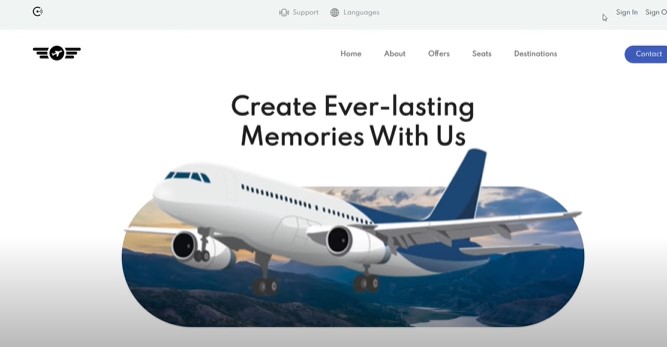 Support Languages Sign In Sign O
Home About Offers Seats Destinations Contact
Create Ever-lasting
Memories With Us